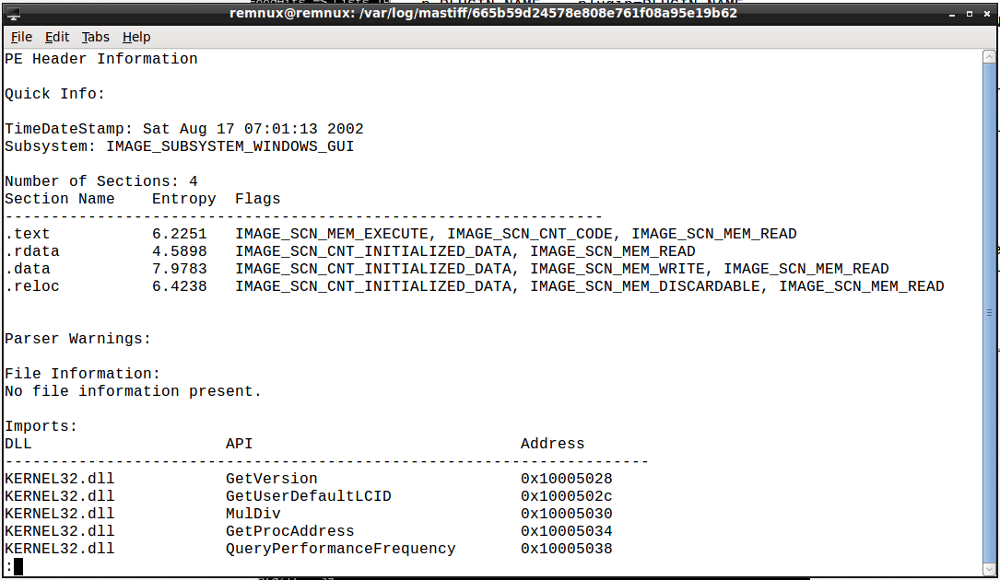 remnux@remnux: /var/log/mastiff/665b59d24578e808e761f08a95e19b62
File Edit Tabs Help
PE Header Information
Quick Info:
TimeDateStamp: Sat Aug 17 07:01:13 2002
Subsystem: IMAGE_SUBSYSTEM_WINDOWS_GUI
Number of Sections: 4
Section Name Entropy Flags
-----------------------------------------------------------------
.text 6.2251 IMAGE_SCN_MEM_EXECUTE, IMAGE_SCN_CNT_CODE, IMAGE_SCN_MEM_READ
.rdata 4.5898 IMAGE_SCN_CNT_INITIALIZED_DATA, IMAGE_SCN_MEM_READ
.data 7.9783 IMAGE_SCN_CNT_INITIALIZED_DATA, IMAGE_SCN_MEM_WRITE, IMAGE_SCN_MEM_READ
.reloc 6.4238 IMAGE_SCN_CNT_INITIALIZED_DATA, IMAGE_SCN_MEM_DISCARDABLE, IMAGE_SCN_MEM_READ
Parser Warnings:
File Information:
No file information present.
Imports:
DLL API Address
----------------------------------------------------------------------
KERNEL32.dll GetVersion 0x10005028
KERNEL32.dll GetUserDefaultLCID 0x1000502c
KERNEL32.dll MulDiv 0x10005030
KERNEL32.dll GetProcAddress 0x10005034
KERNEL32.dll QueryPerformanceFrequency 0x10005038
: